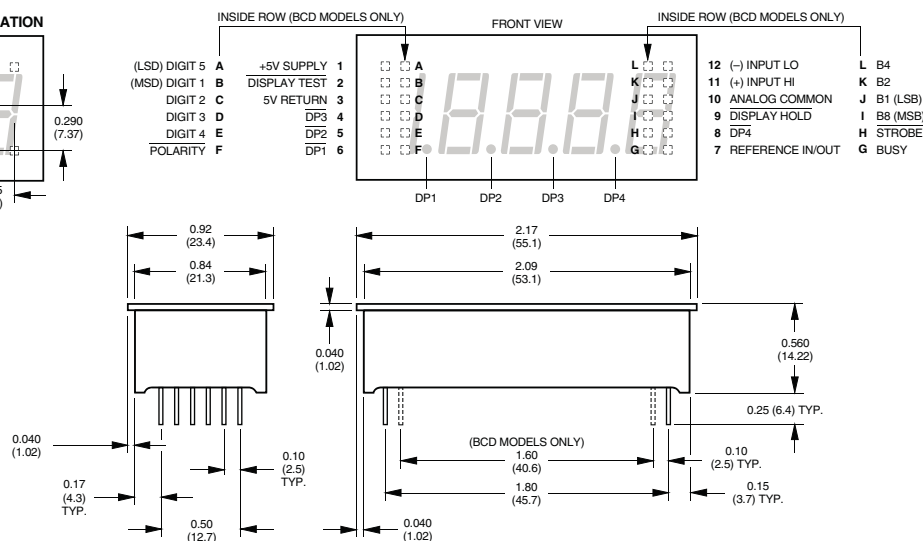 ATION
INSIDE ROW (BCD MODELS ONLY)
FRONT VIEW
INSIDE ROW (BCD MODELS ONLY)
(LSD) DIGIT 5 A
(MSD) DIGIT 1 B
DIGIT 2 C
DIGIT 3 D
DIGIT 4 E
POLARITY F
+5V SUPPLY 1
DISPLAY TEST 2
5V RETURN 3
DP3 4
DP2 5
DP1 6
A
B
C
D
E
F
L
K
J
I
H
G
12 (–) INPUT LO
11 (+) INPUT HI
10 ANALOG COMMON
9 DISPLAY HOLD
8 DP4
7 REFERENCE IN/OUT
L B4
K B2
J B1 (LSB)
I B8 (MSB)
H STROBE
G BUSY
0.290
(7.37)
DP1
DP2
DP3
DP4
0.92
(23.4)
0.84
(21.3)
2.17
(55.1)
2.09
(53.1)
0.040
(1.02)
0.560
(14.22)
0.25 (6.4) TYP.
0.040
(1.02)
0.10
(2.5)
TYP.
0.17
(4.3)
TYP.
0.50
(12.7)
(BCD MODELS ONLY)
1.60
(40.6)
1.80
(45.7)
0.10
(2.5) TYP.
0.15
(3.7) TYP.
0.040
(1.02)